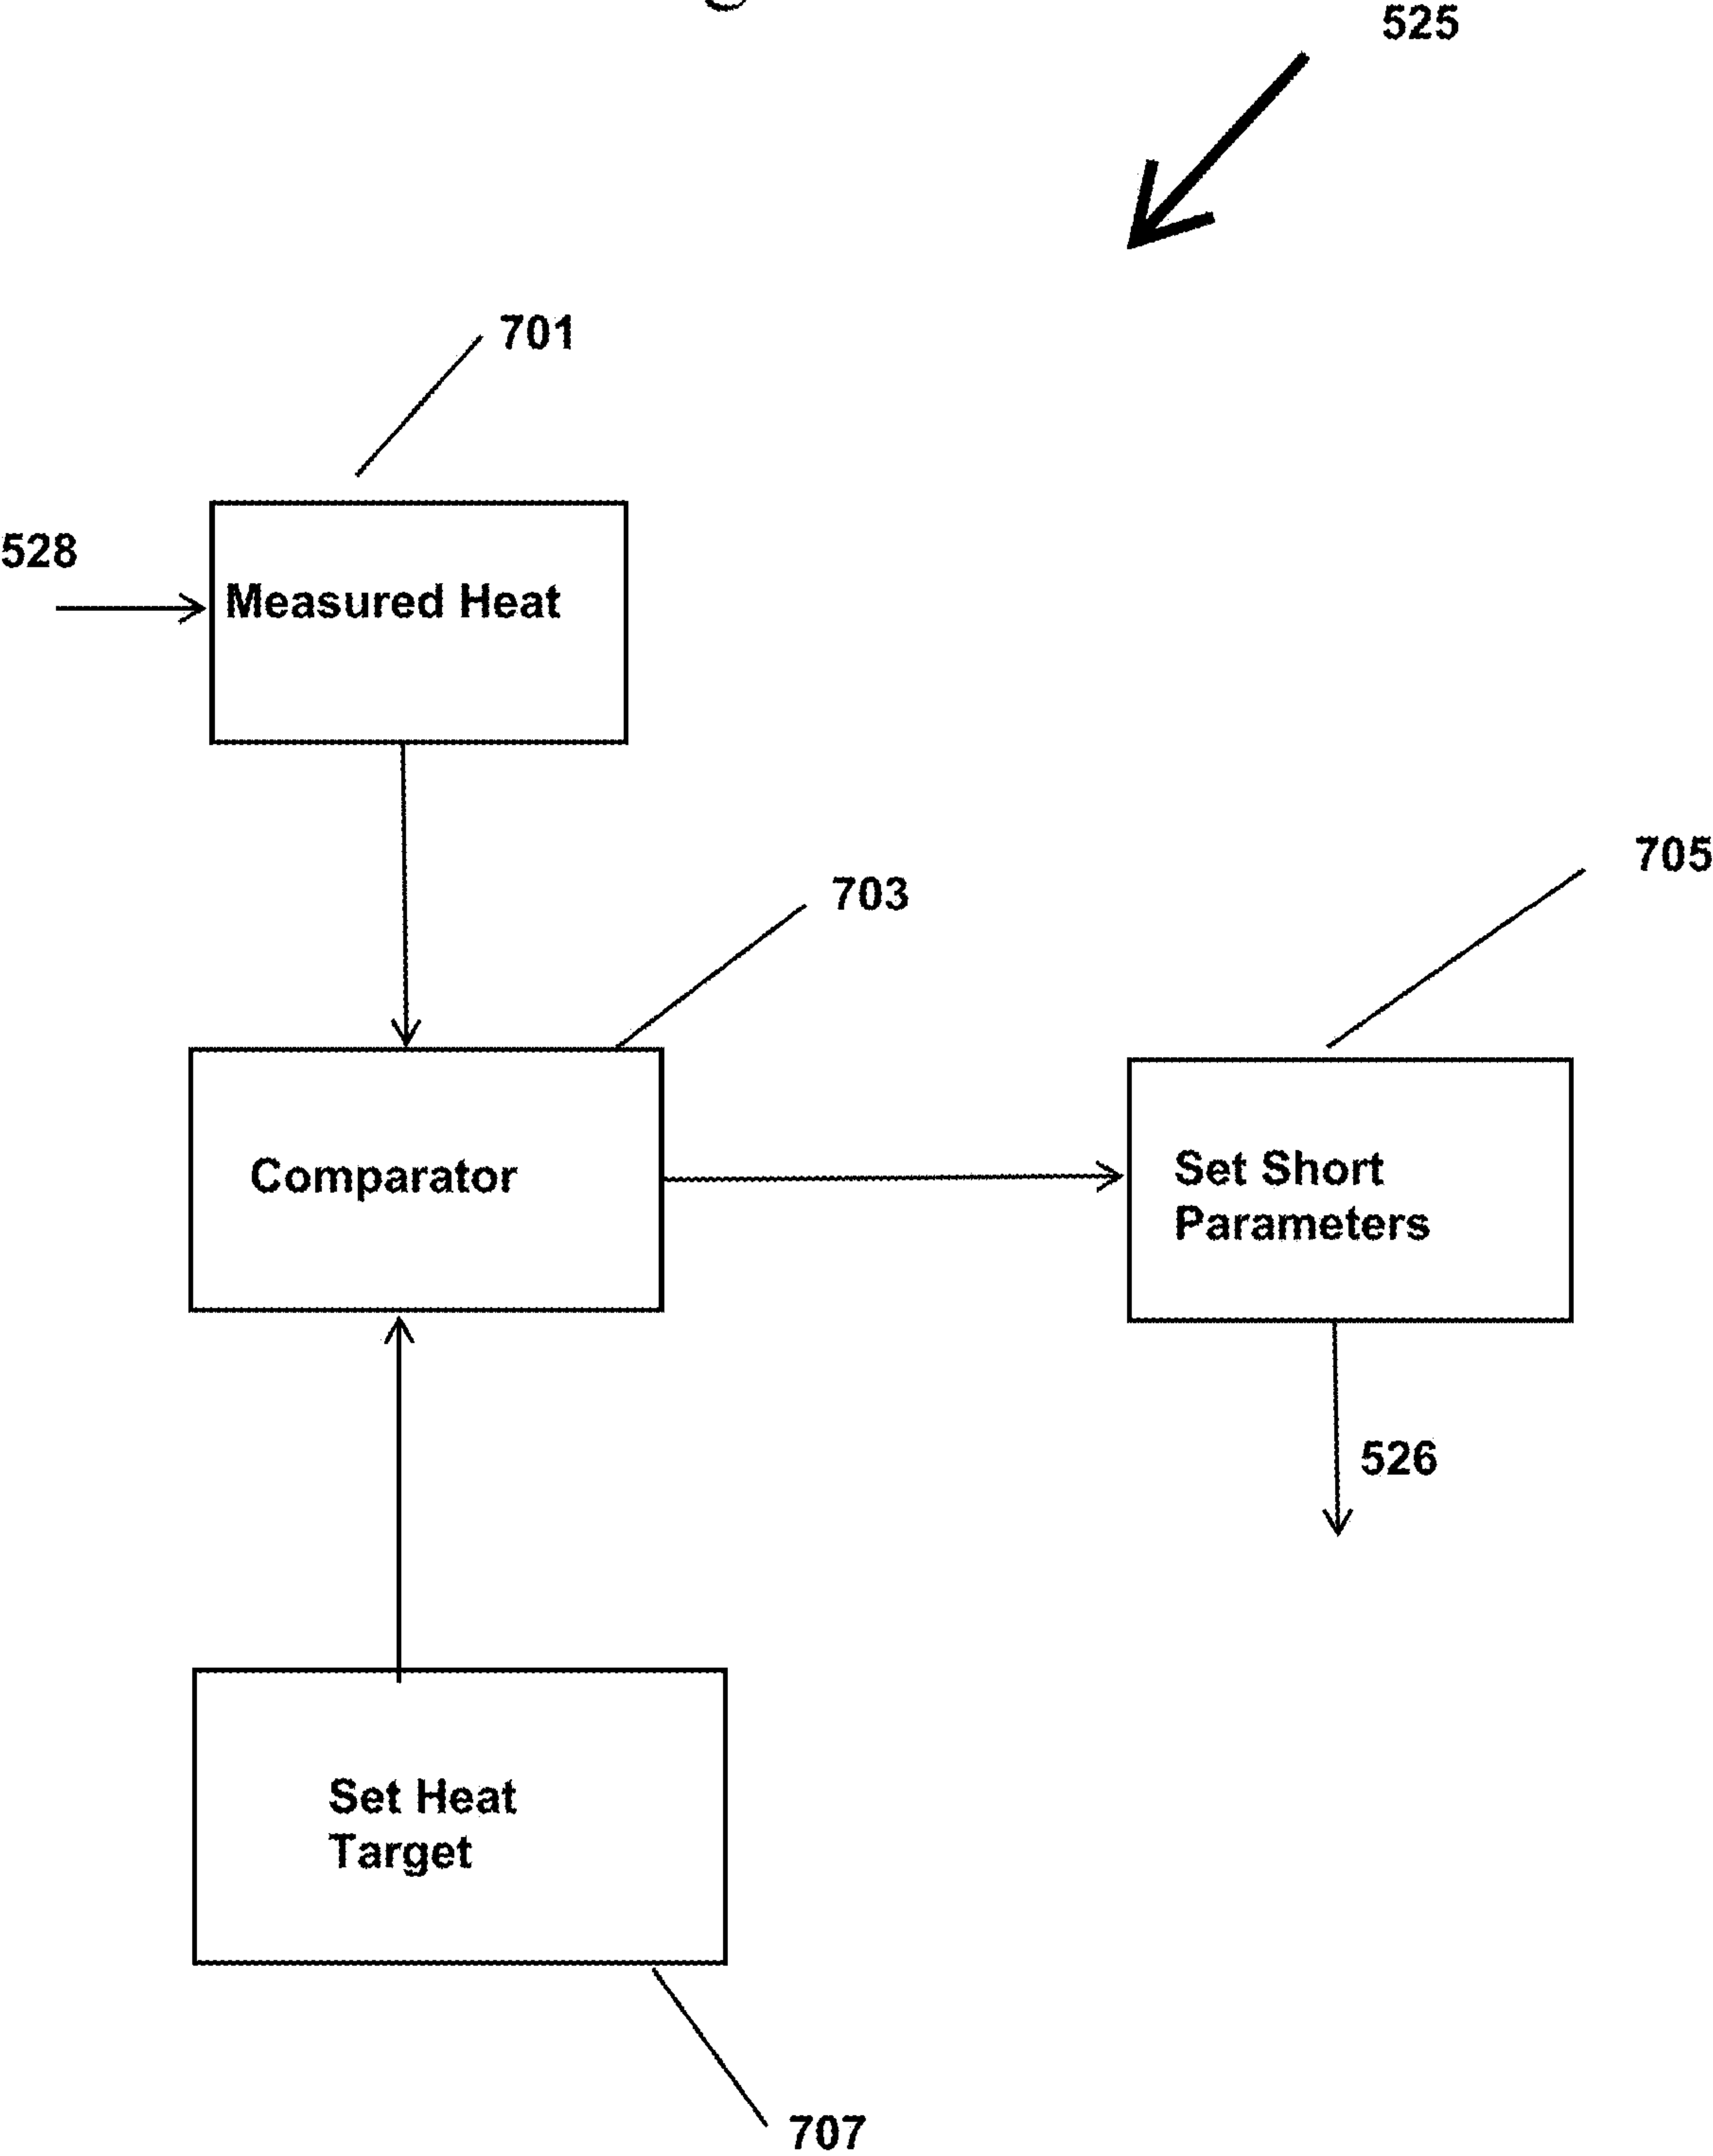 525
701
528
Measured Heat
705
703
Comparator
Set Short
Parameters
526
Set Heat
Target
707